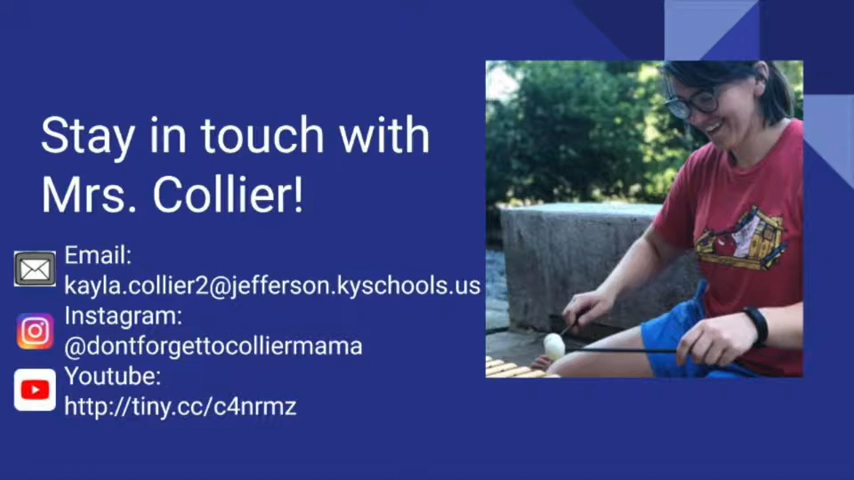 Stay in touch with
Mrs. Collier!
Email:
kayla.collier2@jefferson.kyschools.us
Instagram:
@dontforgettocolliermama
Youtube:
http://tiny.cc/c4nrmz